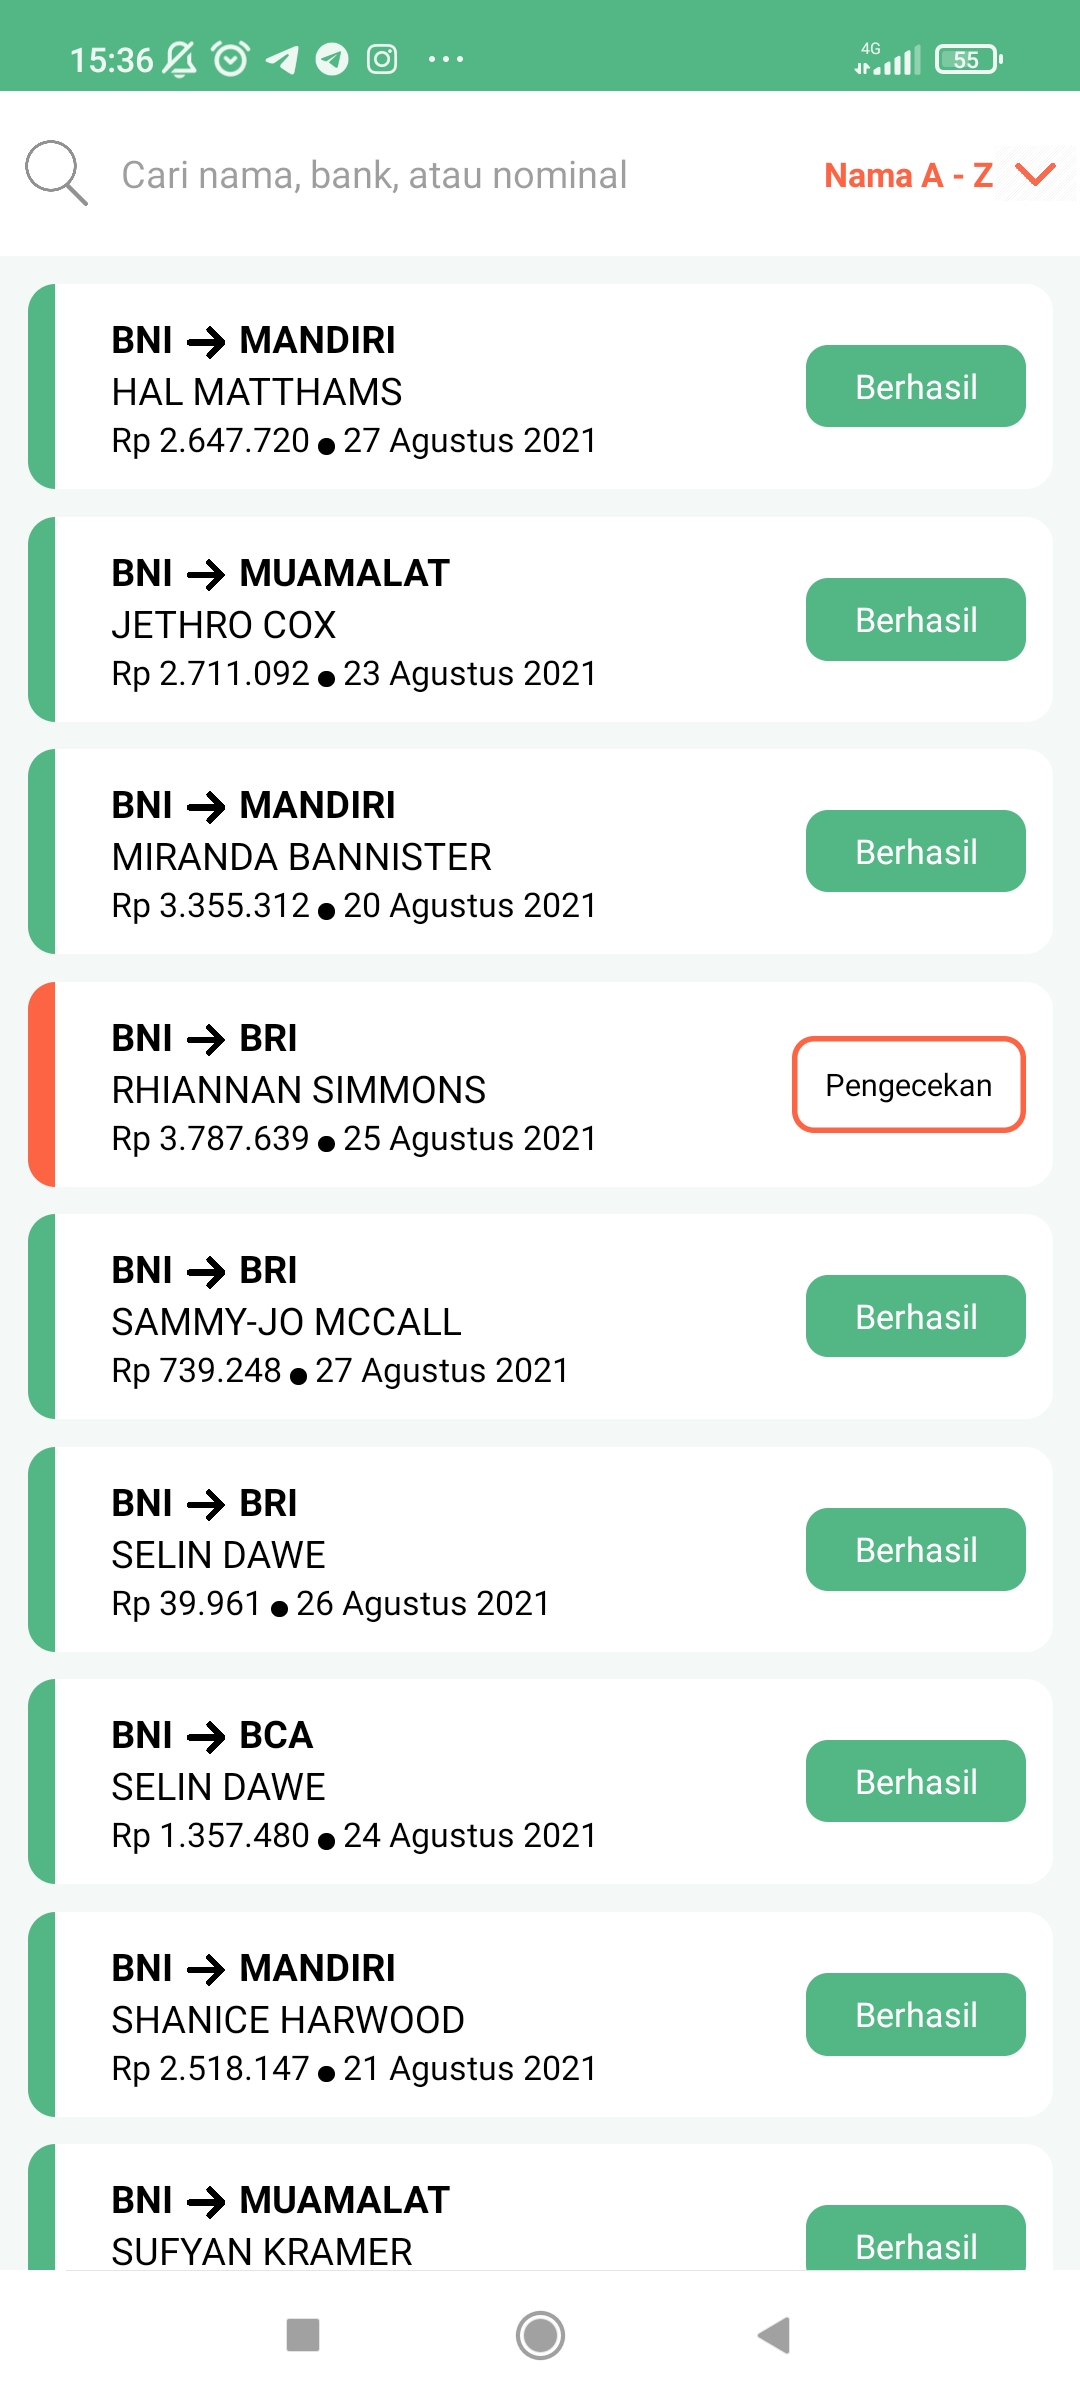 15:36 ... 4G 55
Cari nama, bank, atau nominal Nama A - Z
BNI → MANDIRI
HAL MATTHAMS
Rp 2.647.720 ● 27 Agustus 2021
Berhasil
BNI → MUAMALAT
JETHRO COX
Rp 2.711.092 ● 23 Agustus 2021
Berhasil
BNI → MANDIRI
MIRANDA BANNISTER
Rp 3.355.312 ● 20 Agustus 2021
Berhasil
BNI → BRI
RHIANNAN SIMMONS
Rp 3.787.639 ● 25 Agustus 2021
Pengecekan
BNI → BRI
SAMMY-JO MCCALL
Rp 739.248 ● 27 Agustus 2021
Berhasil
BNI → BRI
SELIN DAWE
Rp 39.961 ● 26 Agustus 2021
Berhasil
BNI → BCA
SELIN DAWE
Rp 1.357.480 ● 24 Agustus 2021
Berhasil
BNI → MANDIRI
SHANICE HARWOOD
Rp 2.518.147 ● 21 Agustus 2021
Berhasil
BNI → MUAMALAT
SUFYAN KRAMER
Berhasil